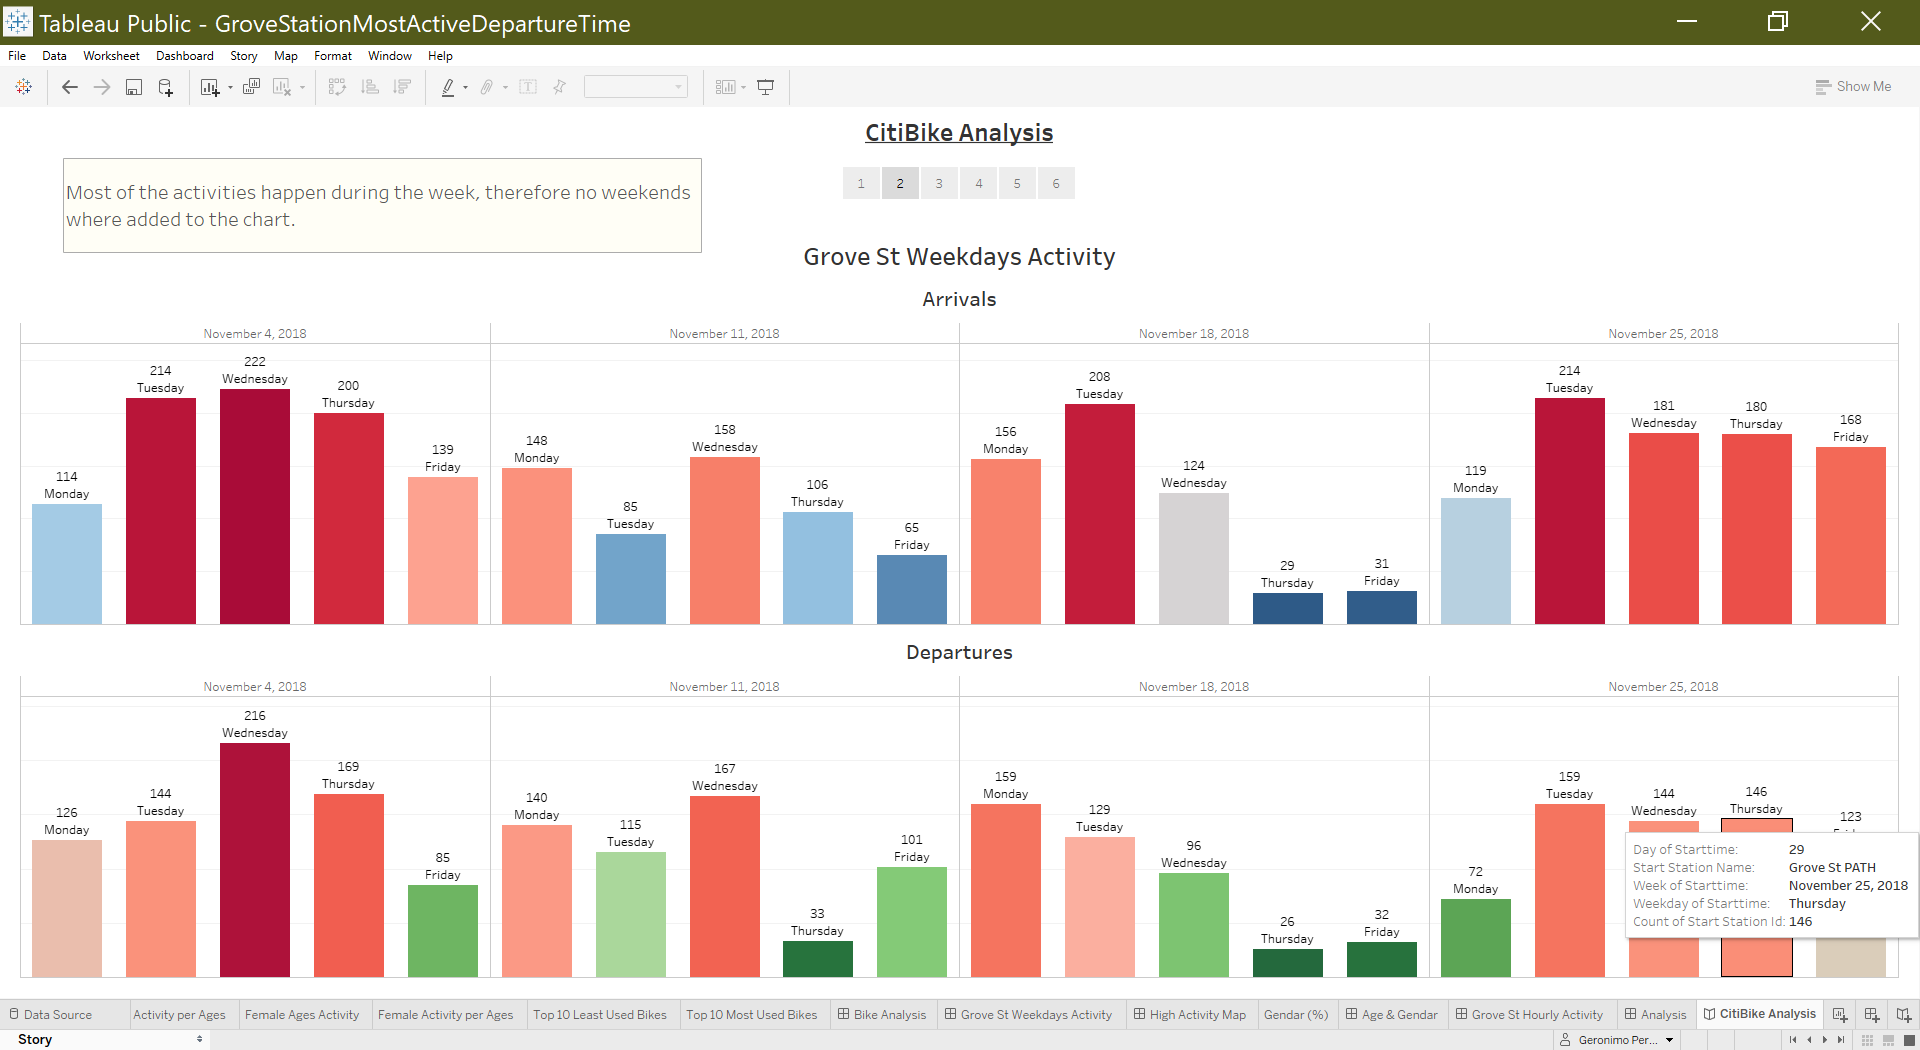 Tableau Public - GroveStationMostActiveDepartureTime
File Data Worksheet Dashboard Story Map Format Window Help
Show Me
CitiBike Analysis
Most of the activities happen during the week, therefore no weekends
where added to the chart.
1 2 3 4 5 6
Grove St Weekdays Activity
Arrivals
November 4, 2018 November 11, 2018 November 18, 2018 November 25, 2018
114
Monday
214
Tuesday
222
Wednesday
200
Thursday
139
Friday
148
Monday
85
Tuesday
158
Wednesday
106
Thursday
65
Friday
156
Monday
208
Tuesday
124
Wednesday
29
Thursday
31
Friday
119
Monday
214
Tuesday
181
Wednesday
180
Thursday
168
Friday
Departures
November 4, 2018 November 11, 2018 November 18, 2018 November 25, 2018
126
Monday
144
Tuesday
216
Wednesday
169
Thursday
85
Friday
140
Monday
115
Tuesday
167
Wednesday
33
Thursday
101
Friday
159
Monday
129
Tuesday
96
Wednesday
26
Thursday
32
Friday
72
Monday
159
Tuesday
144
Wednesday
146
Thursday
123
Day of Starttime: 29
Start Station Name: Grove St PATH
Week of Starttime: November 25, 2018
Weekday of Starttime: Thursday
Count of Start Station Id: 146
Data Source Activity per Ages Female Ages Activity Female Activity per Ages Top 10 Least Used Bikes Top 10 Most Used Bikes Bike Analysis Grove St Weekdays Activity High Activity Map Gendar (%) Age & Gendar Grove St Hourly Activity Analysis CitiBike Analysis
Story Geronimo Per...